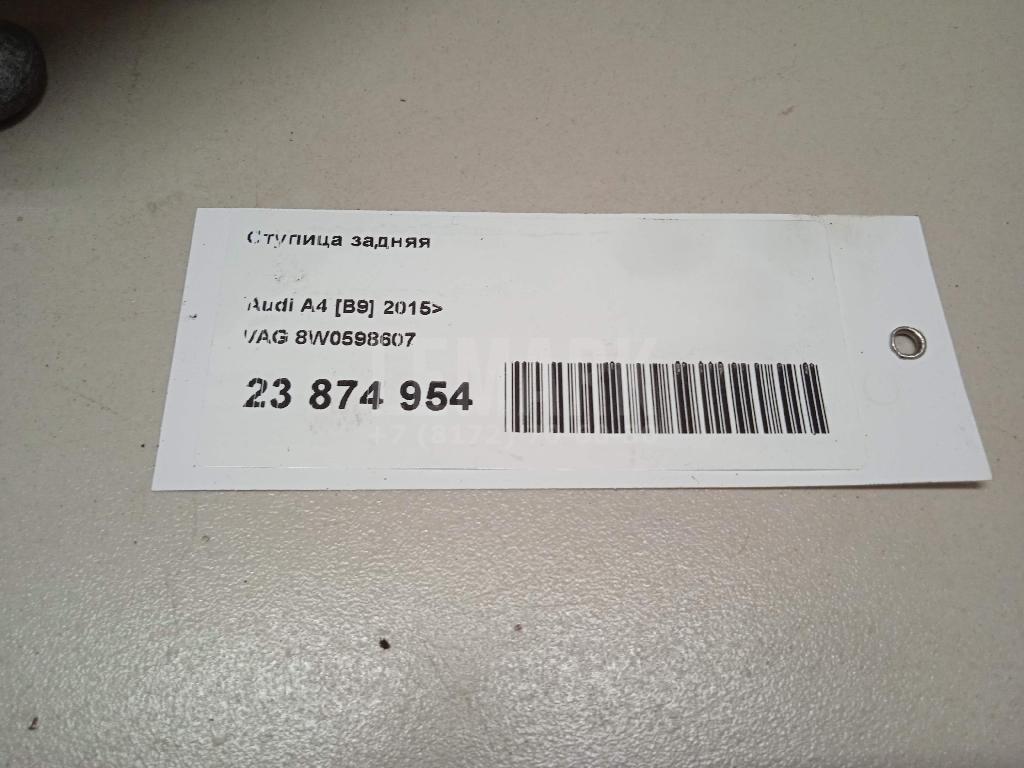 Ступица задняя
Audi A4 [B9] 2015>
VAG 8W0598607
23 874 954